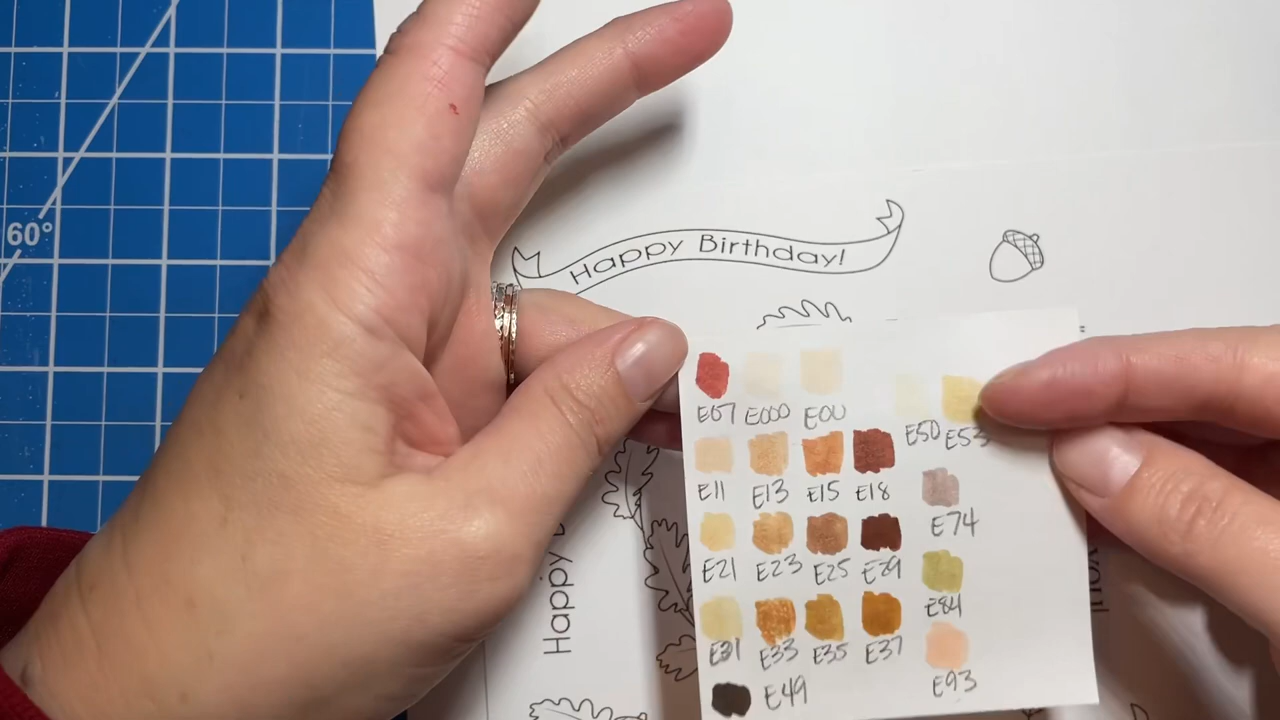 60°
Happy Birthday!
E07 E000 E00
E50 E53
E11 E13 E15 E18
E74
E21 E23 E25 E29
E84
E31 E33 E35 E37
E93
E49
Happy
you!